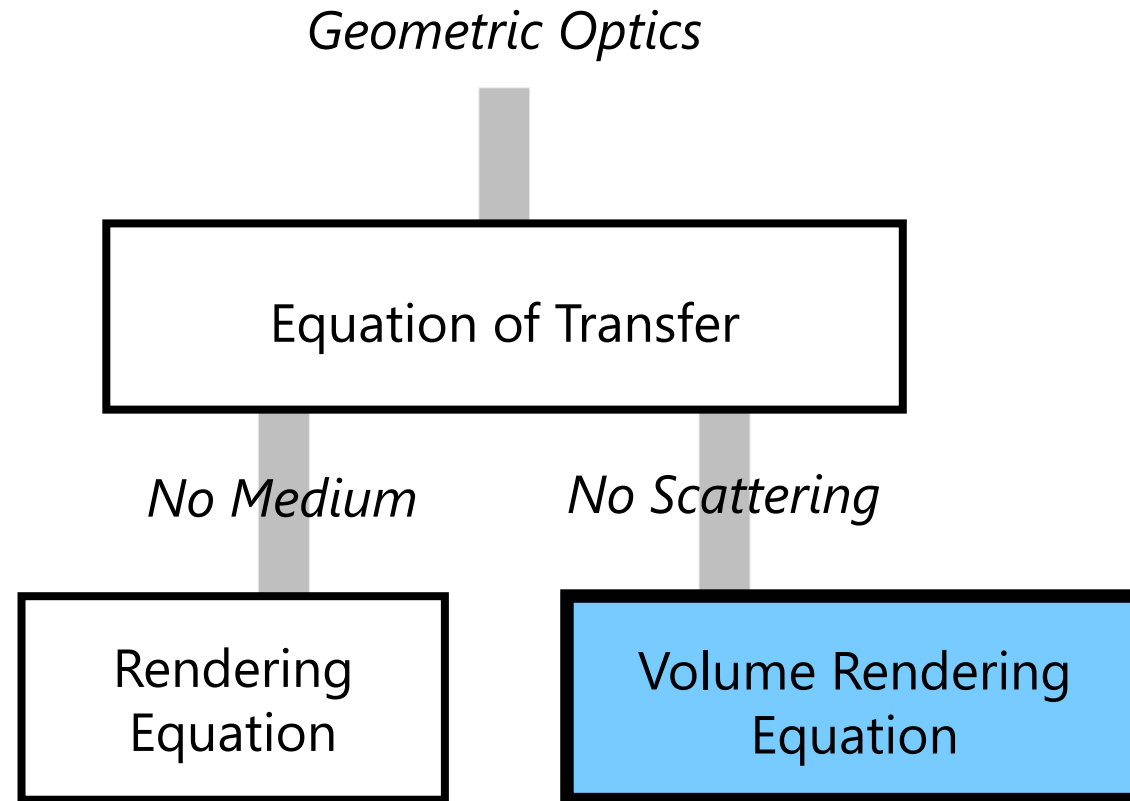 Geometric Optics
Equation of Transfer
No Medium
No Scattering
Rendering
Equation
Volume Rendering
Equation